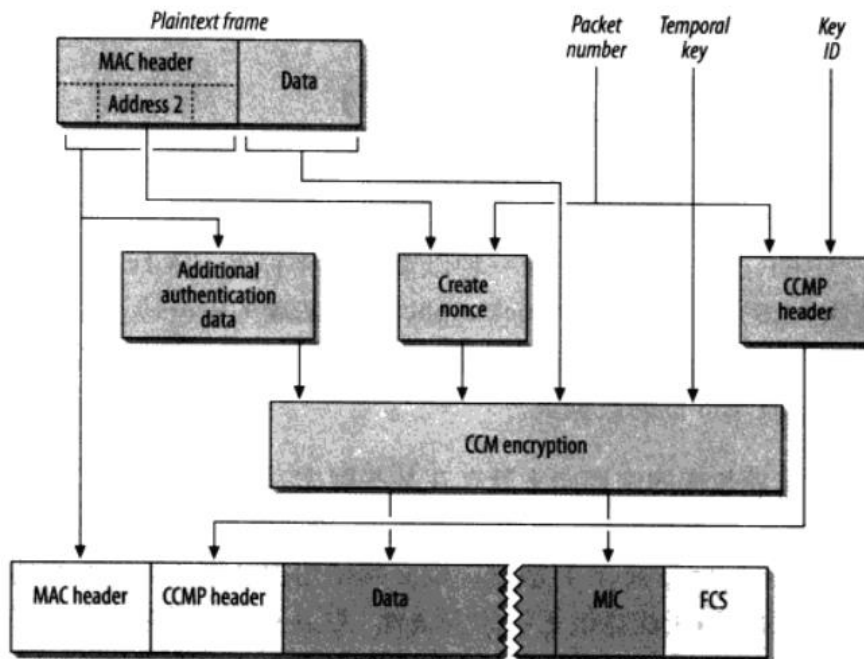 Plaintext frame
Packet
number
Temporal
key
Key
ID
MAC header
Address 2
Data
Additional
authentication
data
Create
nonce
CCMP
header
CCM encryption
MAC header
CCMP header
Data
MIC
FCS